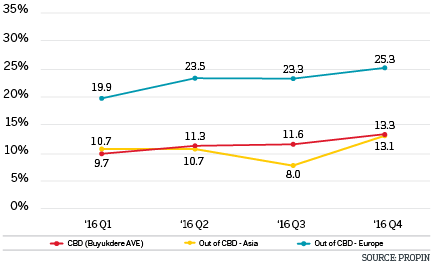 35%
30%
25%
20%
15%
10%
5%
0%
19.9
23.5
23.3
25.3
10.7
11.3
11.6
13.3
9.7
10.7
8.0
13.1
'16 Q1
'16 Q2
'16 Q3
'16 Q4
CBD (Buyukdere AVE)
Out of CBD - Asia
Out of CBD - Europe
SOURCE: PROPIN